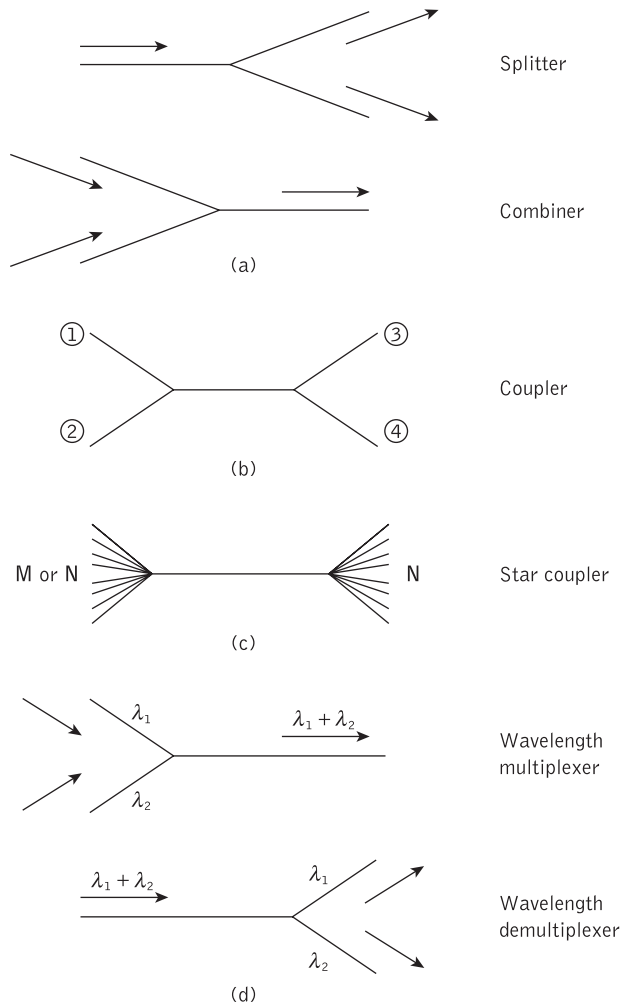 Splitter
Combiner
(a)
① ③
Coupler
② ④
(b)
M or N N Star coupler
(c)
λ₁ λ₁ + λ₂
Wavelength
multiplexer
λ₂
λ₁ + λ₂ λ₁
Wavelength
demultiplexer
λ₂
(d)